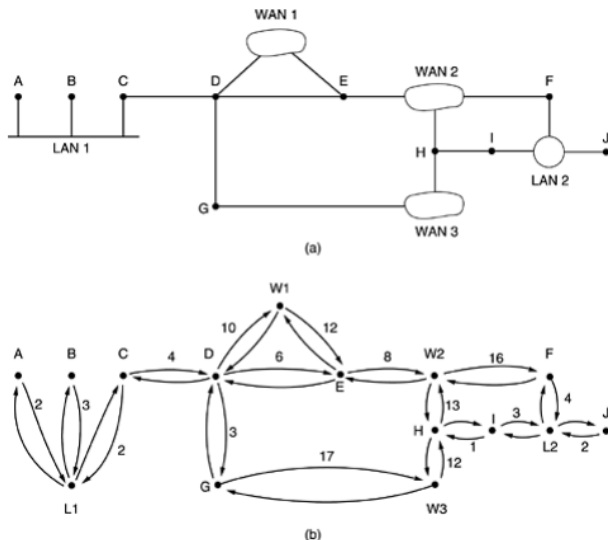 WAN 1
A B C D E WAN 2 F
H I J
LAN 1 LAN 2
G
WAN 3
(a)
W1
10 12
A B C 4 D 6 E 8 W2 16 F
2 3 2 3 13 3 4
H I L2 J
1 2
L1 G 17 12 W3
(b)